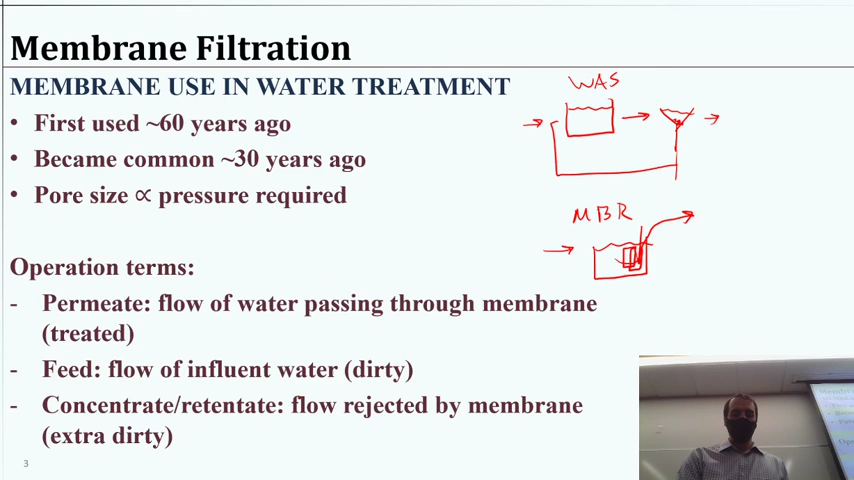 Membrane Filtration
MEMBRANE USE IN WATER TREATMENT
WAS
• First used ~60 years ago
• Became common ~30 years ago
• Pore size ∝ pressure required
MBR
Operation terms:
- Permeate: flow of water passing through membrane
(treated)
- Feed: flow of influent water (dirty)
- Concentrate/retentate: flow rejected by membrane
(extra dirty)
3